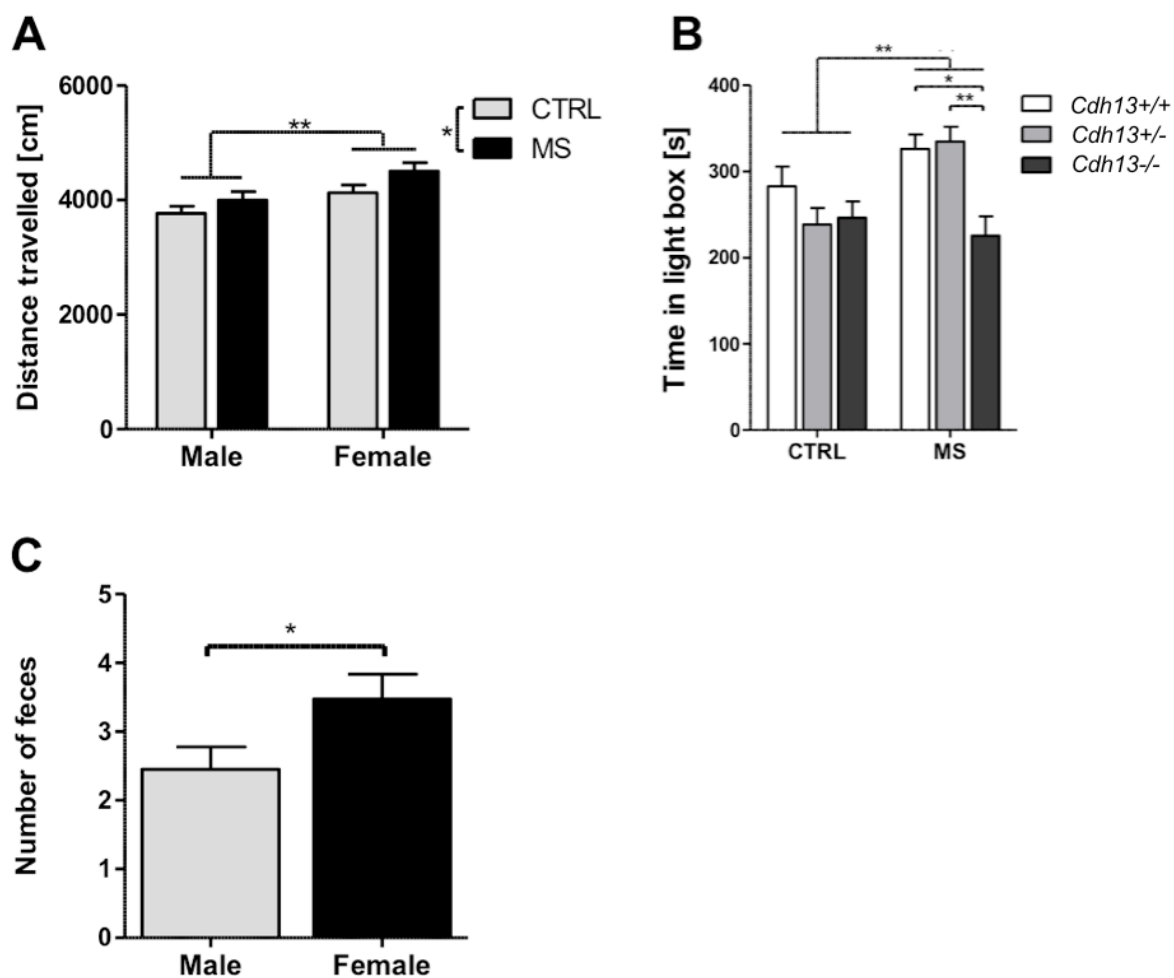 A
Distance travelled [cm]
6000
4000
2000
0
**
*
CTRL
MS
Male Female
B
Time in light box [s]
400
300
200
100
0
**
*
**
Cdh13+/+
Cdh13+/-
Cdh13-/-
CTRL MS
C
Number of feces
5
4
3
2
1
0
*
Male Female